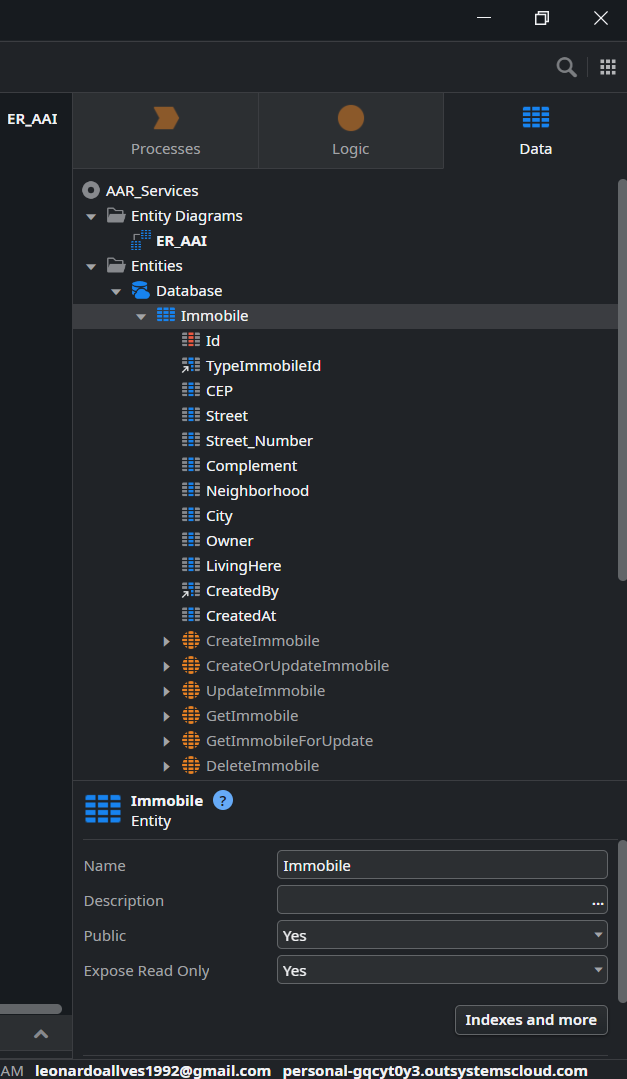 ER_AAI
Processes
Logic
Data
AAR_Services
Entity Diagrams
ER_AAI
Entities
Database
Immobile
Id
TypeImmobileId
CEP
Street
Street_Number
Complement
Neighborhood
City
Owner
LivingHere
CreatedBy
CreatedAt
CreateImmobile
CreateOrUpdateImmobile
UpdateImmobile
GetImmobile
GetImmobileForUpdate
DeleteImmobile
Immobile ?
Entity
Name Immobile
Description ...
Public Yes
Expose Read Only Yes
Indexes and more
AM leonardoallves1992@gmail.com personal-gqcyt0y3.outsystemscloud.com